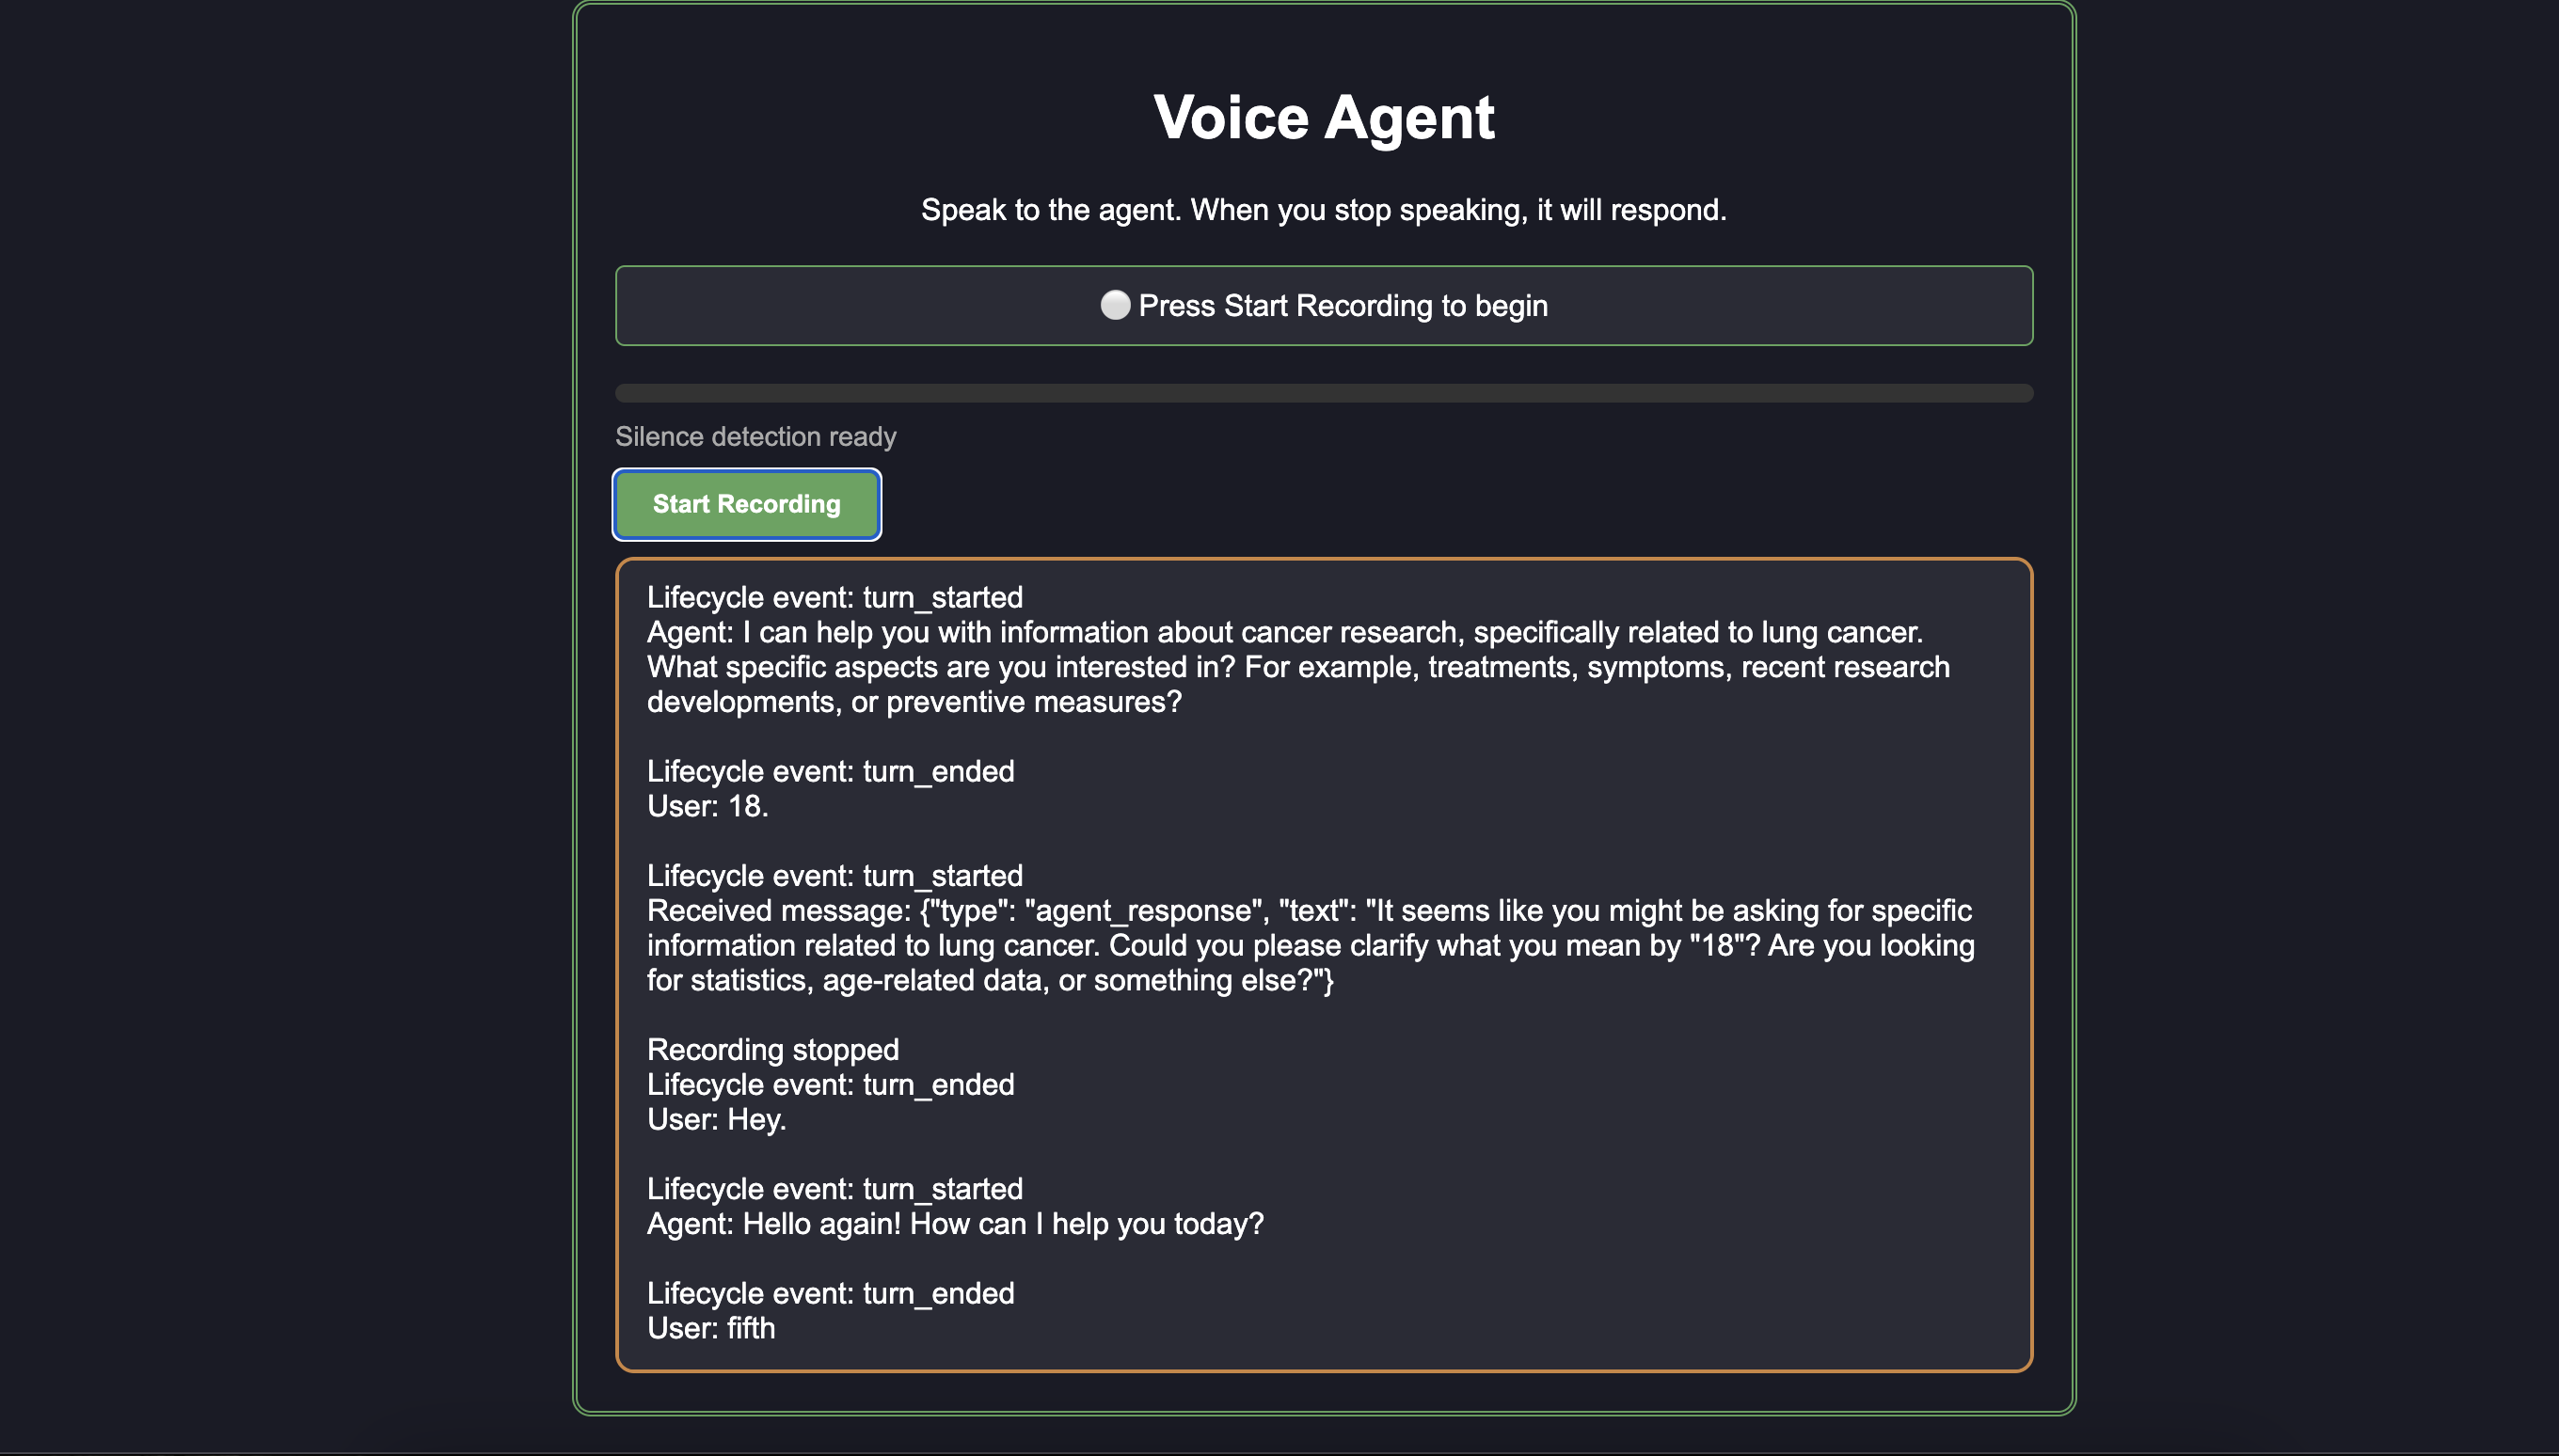 Voice Agent
Speak to the agent. When you stop speaking, it will respond.
Press Start Recording to begin
Silence detection ready
Start Recording
Lifecycle event: turn_started
Agent: I can help you with information about cancer research, specifically related to lung cancer.
What specific aspects are you interested in? For example, treatments, symptoms, recent research
developments, or preventive measures?
Lifecycle event: turn_ended
User: 18.
Lifecycle event: turn_started
Received message: {"type": "agent_response", "text": "It seems like you might be asking for specific
information related to lung cancer. Could you please clarify what you mean by "18"? Are you looking
for statistics, age-related data, or something else?"}
Recording stopped
Lifecycle event: turn_ended
User: Hey.
Lifecycle event: turn_started
Agent: Hello again! How can I help you today?
Lifecycle event: turn_ended
User: fifth